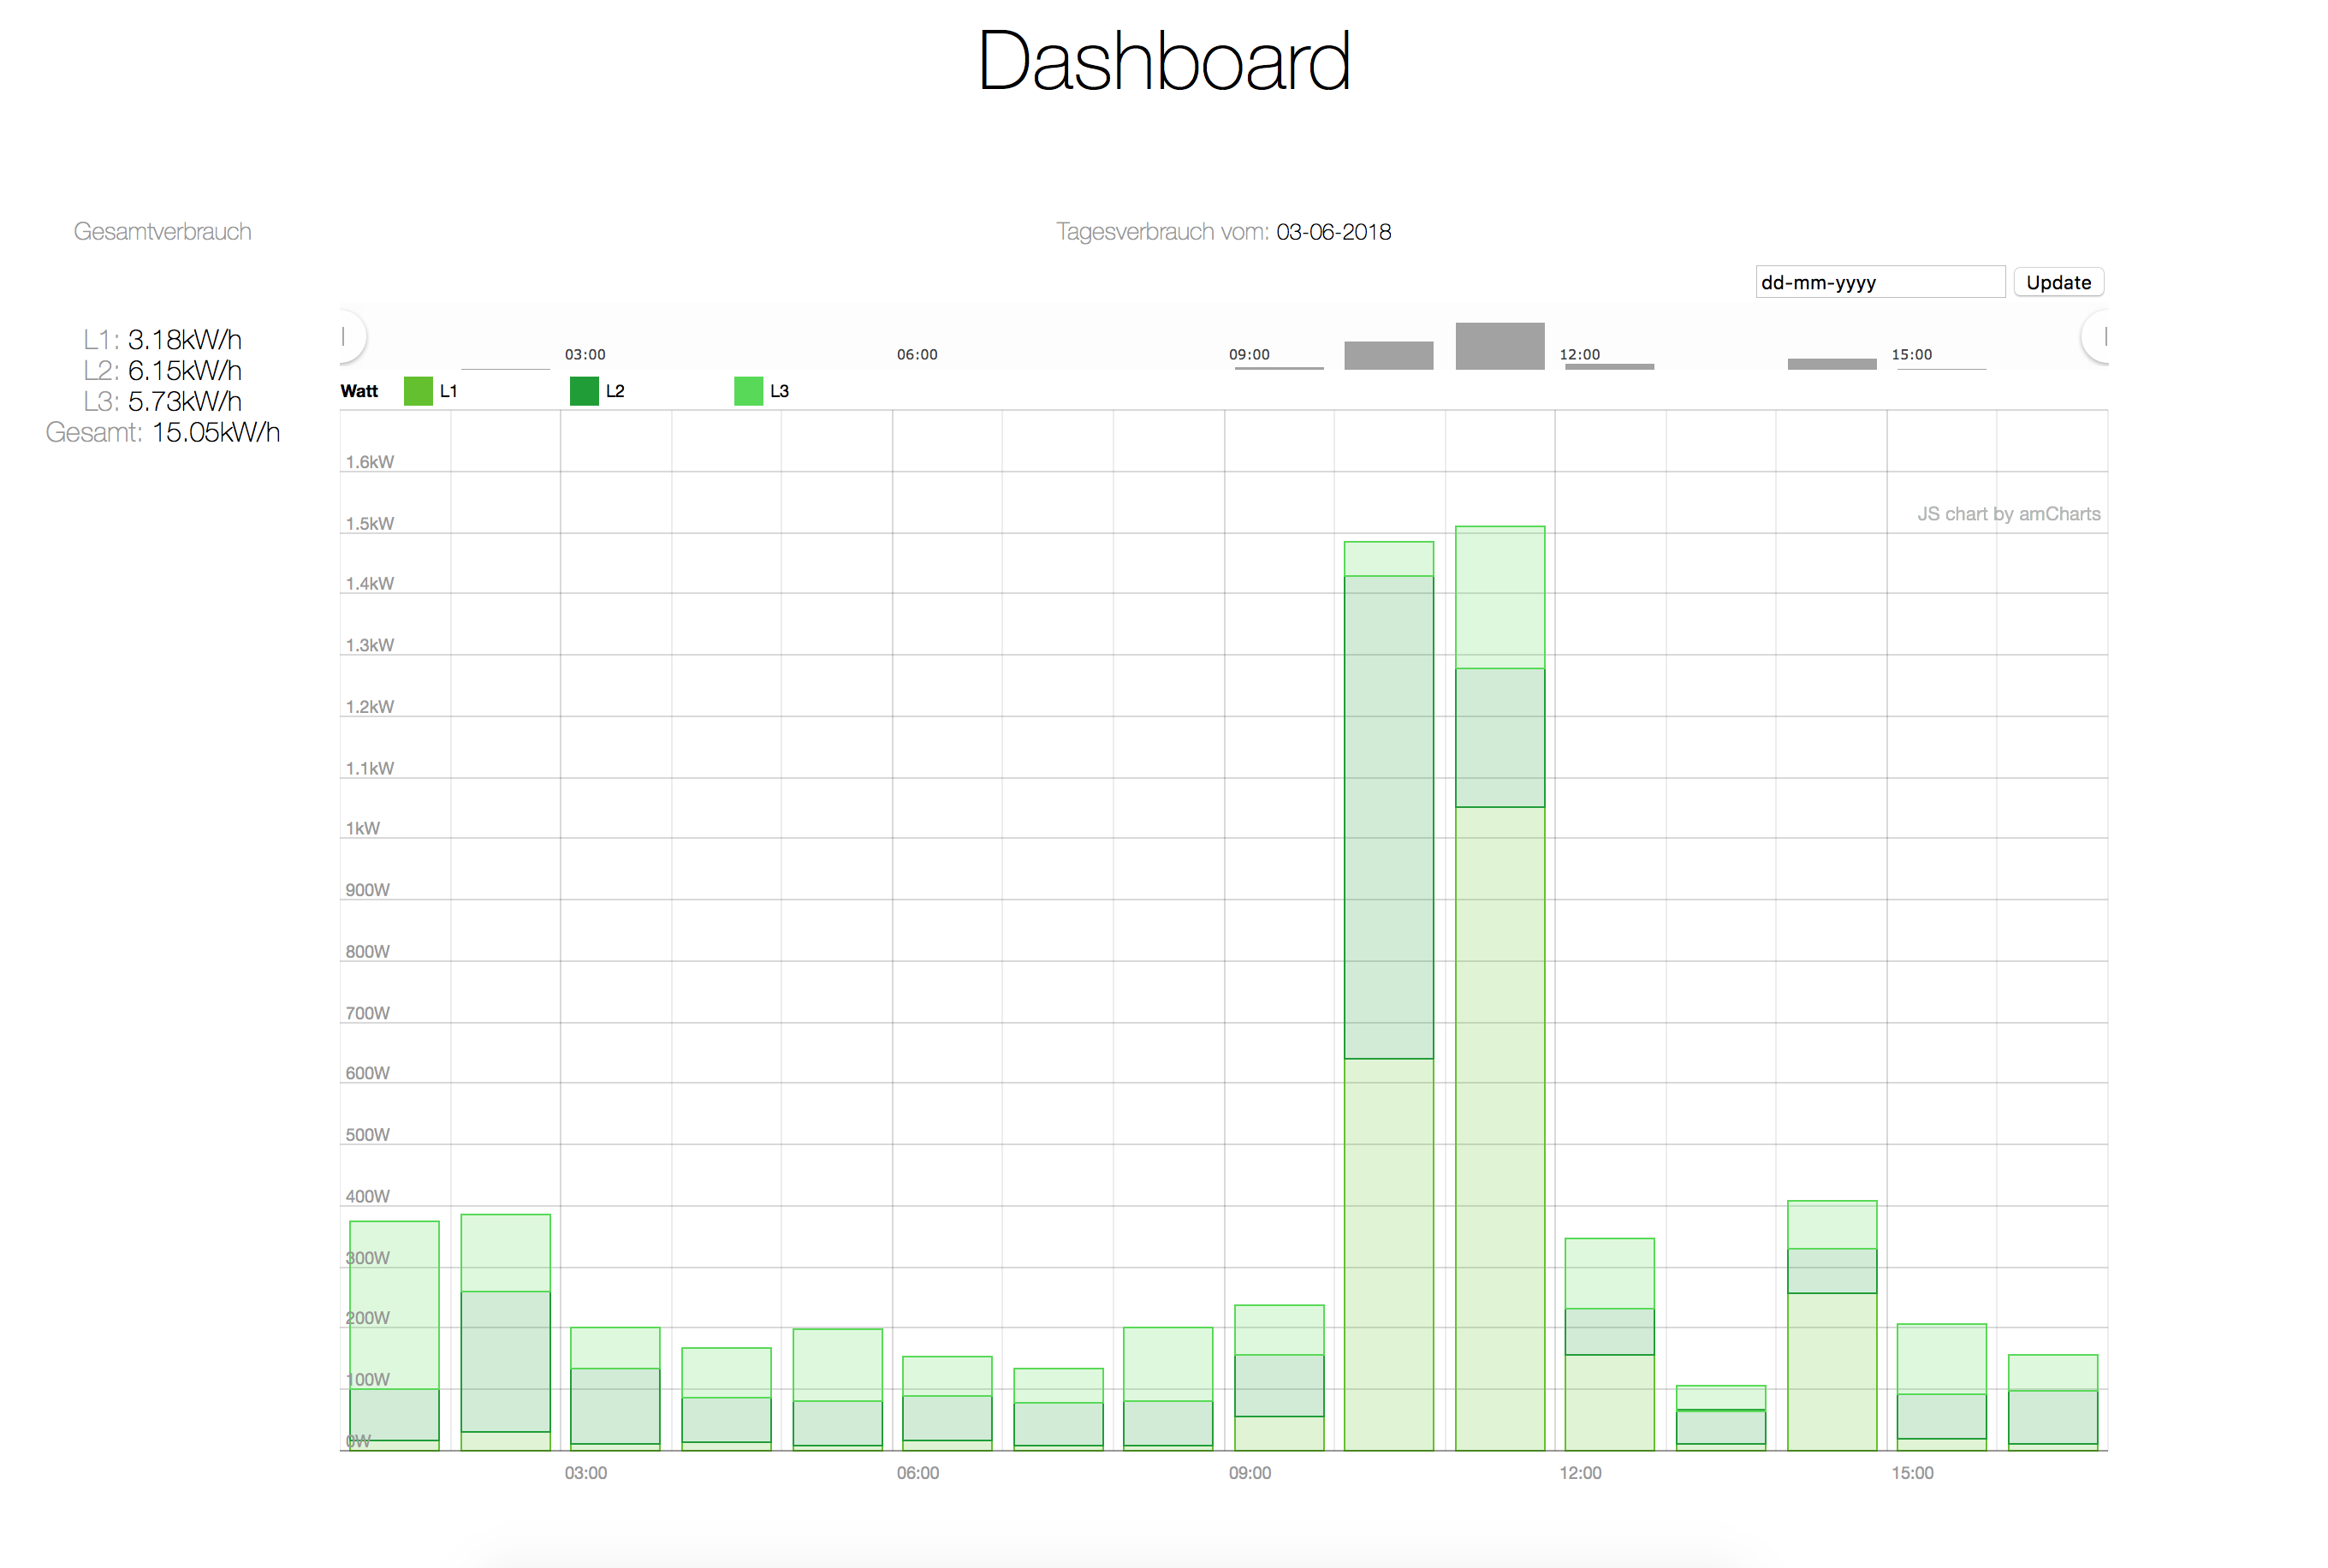 Dashboard
Gesamtverbrauch
Tagesverbrauch vom: 03-06-2018
dd-mm-yyyy Update
L1: 3.18kW/h
L2: 6.15kW/h
L3: 5.73kW/h
Gesamt: 15.05kW/h
03:00 06:00 09:00 12:00 15:00
Watt L1 L2 L3
1.6kW
1.5kW
JS chart by amCharts
1.4kW
1.3kW
1.2kW
1.1kW
1kW
900W
800W
700W
600W
500W
400W
300W
200W
100W
0W
03:00 06:00 09:00 12:00 15:00